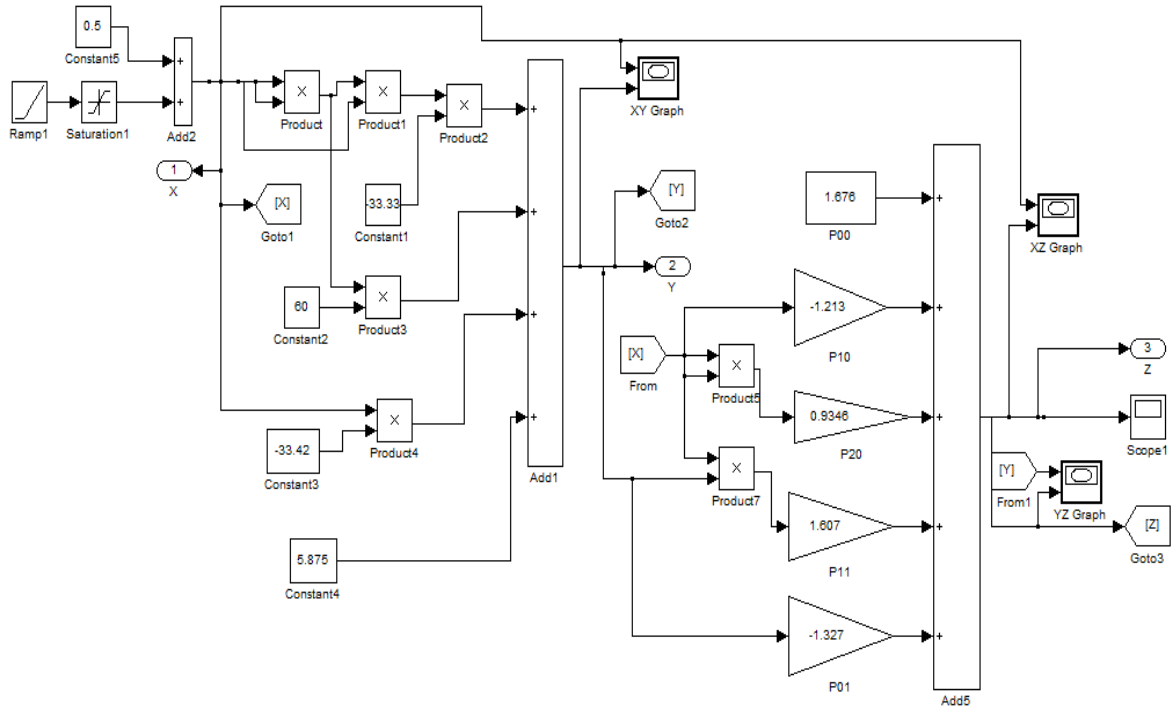 0.5
Constant5
+
+
Add2
Ramp1
Saturation1
1
X
[X]
Goto1
X
Product
X
Product1
X
Product2
-33.33
Constant1
60
Constant2
X
Product3
-33.42
Constant3
X
Product4
5.875
Constant4
+
+
+
+
Add1
XY Graph
[Y]
Goto2
2
Y
[X]
From
X
Product5
X
Product7
1.676
P00
-1.213
P10
0.9346
P20
1.607
P11
-1.327
P01
+
+
+
+
+
Add5
XZ Graph
3
Z
Scope1
[Y]
From1
YZ Graph
[Z]
Goto3